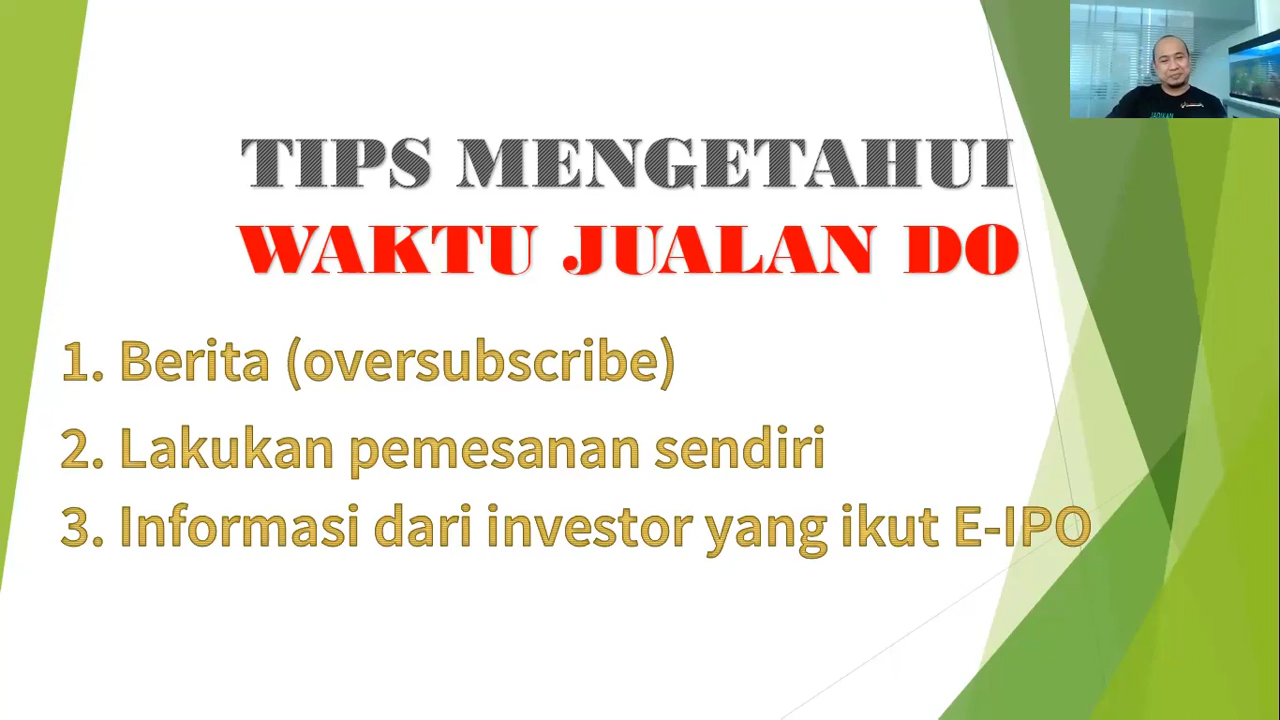 TIPS MENGETAHUI
WAKTU JUALAN DO
1. Berita (oversubscribe)
2. Lakukan pemesanan sendiri
3. Informasi dari investor yang ikut E-IPO
JADIKAN